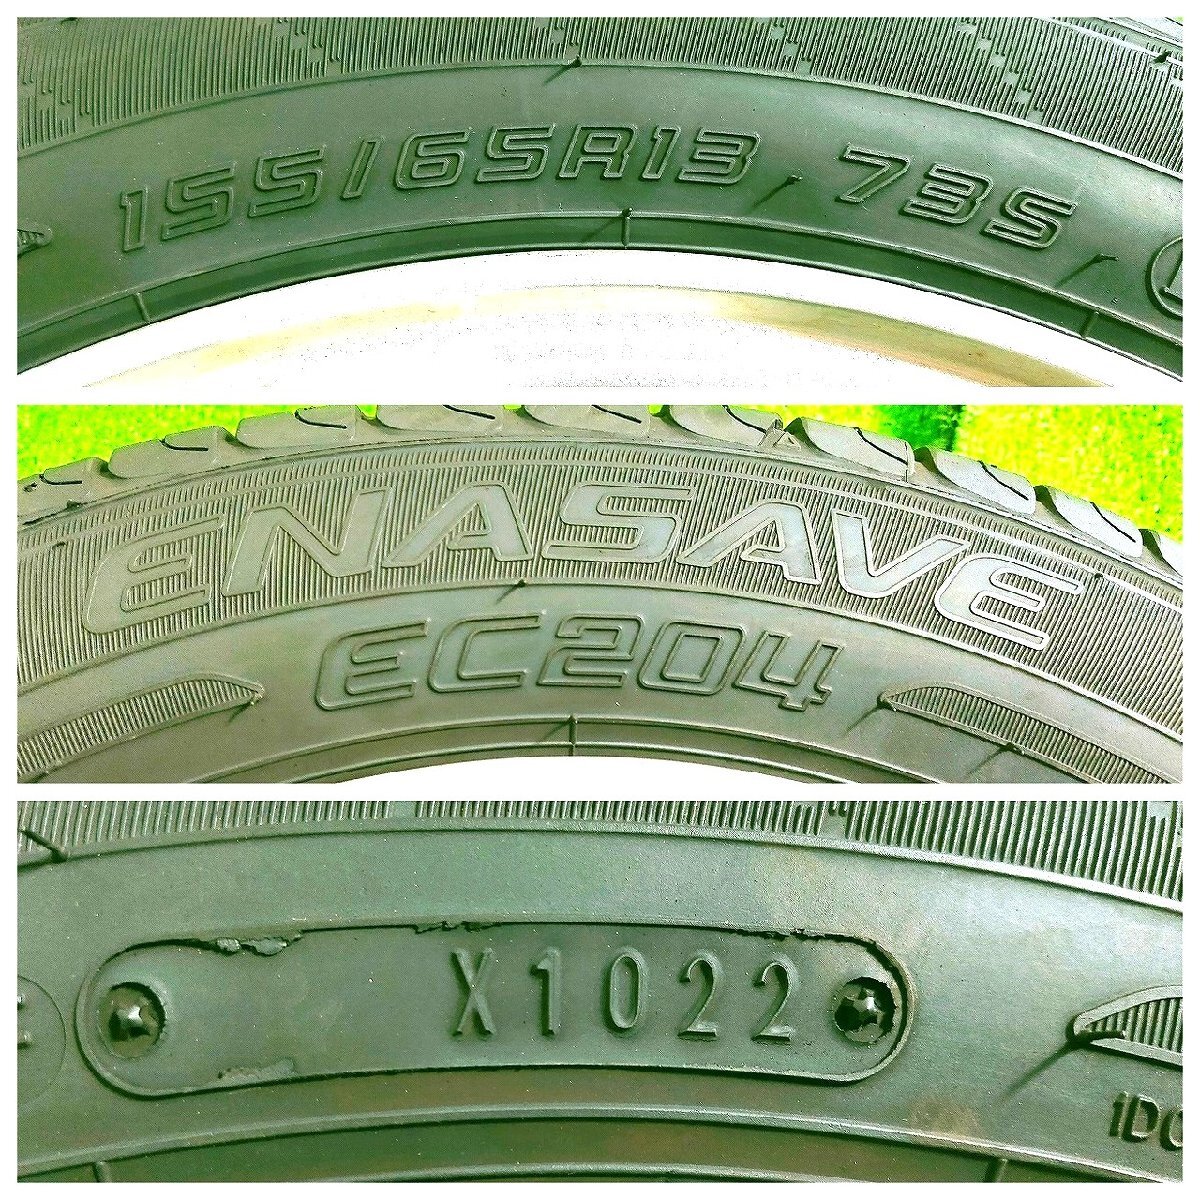 155/65R13 73S
ENASAVE
EC204
X1022